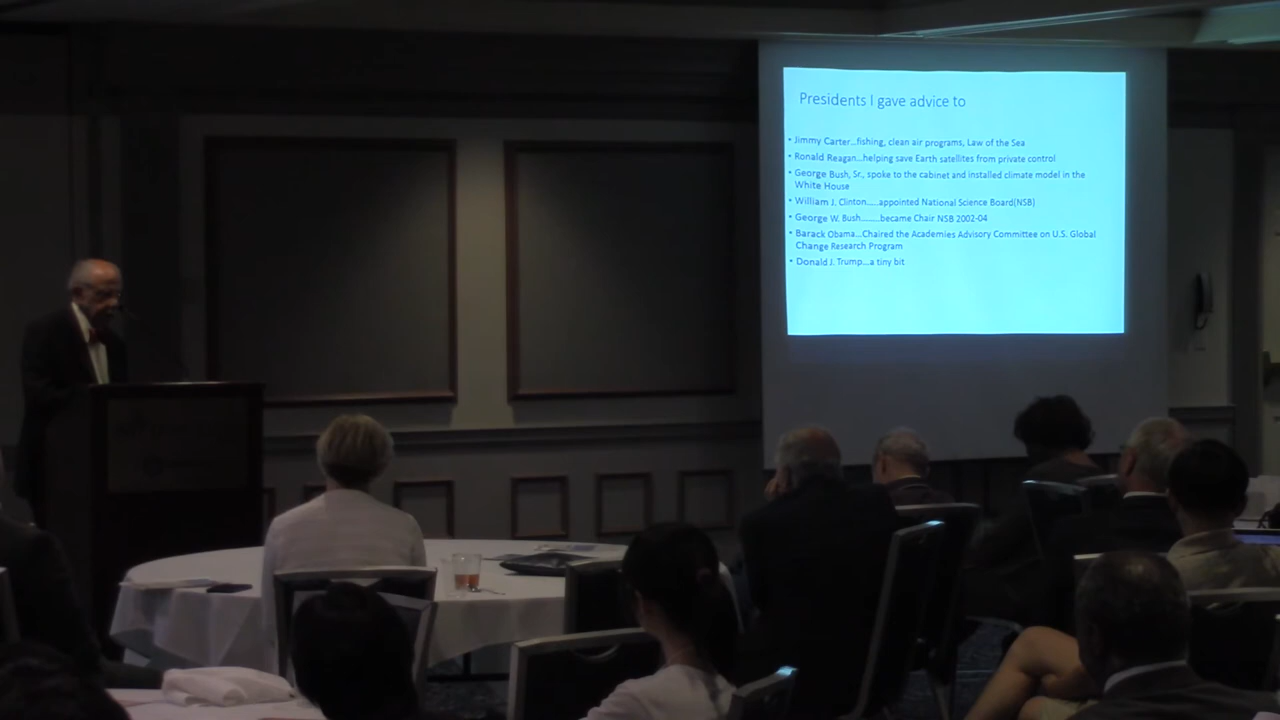 Presidents I gave advice to
• Jimmy Carter...fishing, clean air programs, Law of the Sea
• Ronald Reagan...helping save Earth satellites from private control
• George Bush, Sr., spoke to the cabinet and installed climate model in the
White House
• William J. Clinton......appointed National Science Board(NSB)
• George W. Bush.........became Chair NSB 2002-04
• Barack Obama...Chaired the Academies Advisory Committee on U.S. Global
Change Research Program
• Donald J. Trump...a tiny bit